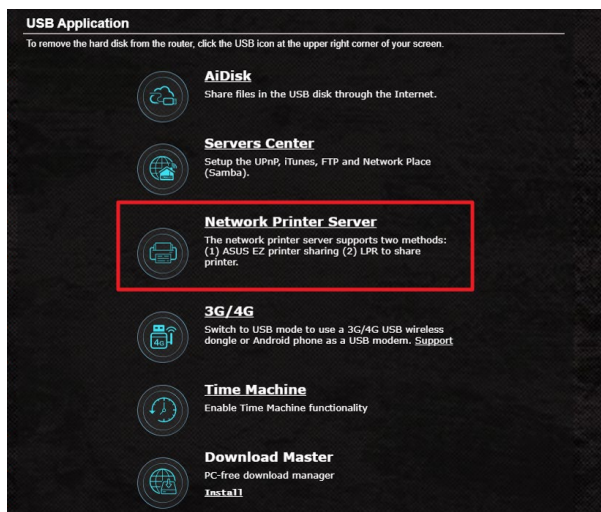 USB Application
To remove the hard disk from the router, click the USB icon at the upper right corner of your screen.
AiDisk
Share files in the USB disk through the Internet.
Servers Center
Setup the UPnP, iTunes, FTP and Network Place
(Samba).
Network Printer Server
The network printer server supports two methods:
(1) ASUS EZ printer sharing (2) LPR to share
printer.
3G/4G
Switch to USB mode to use a 3G/4G USB wireless
dongle or Android phone as a USB modem. Support
4G
Time Machine
Enable Time Machine functionality
Download Master
PC-free download manager
Install